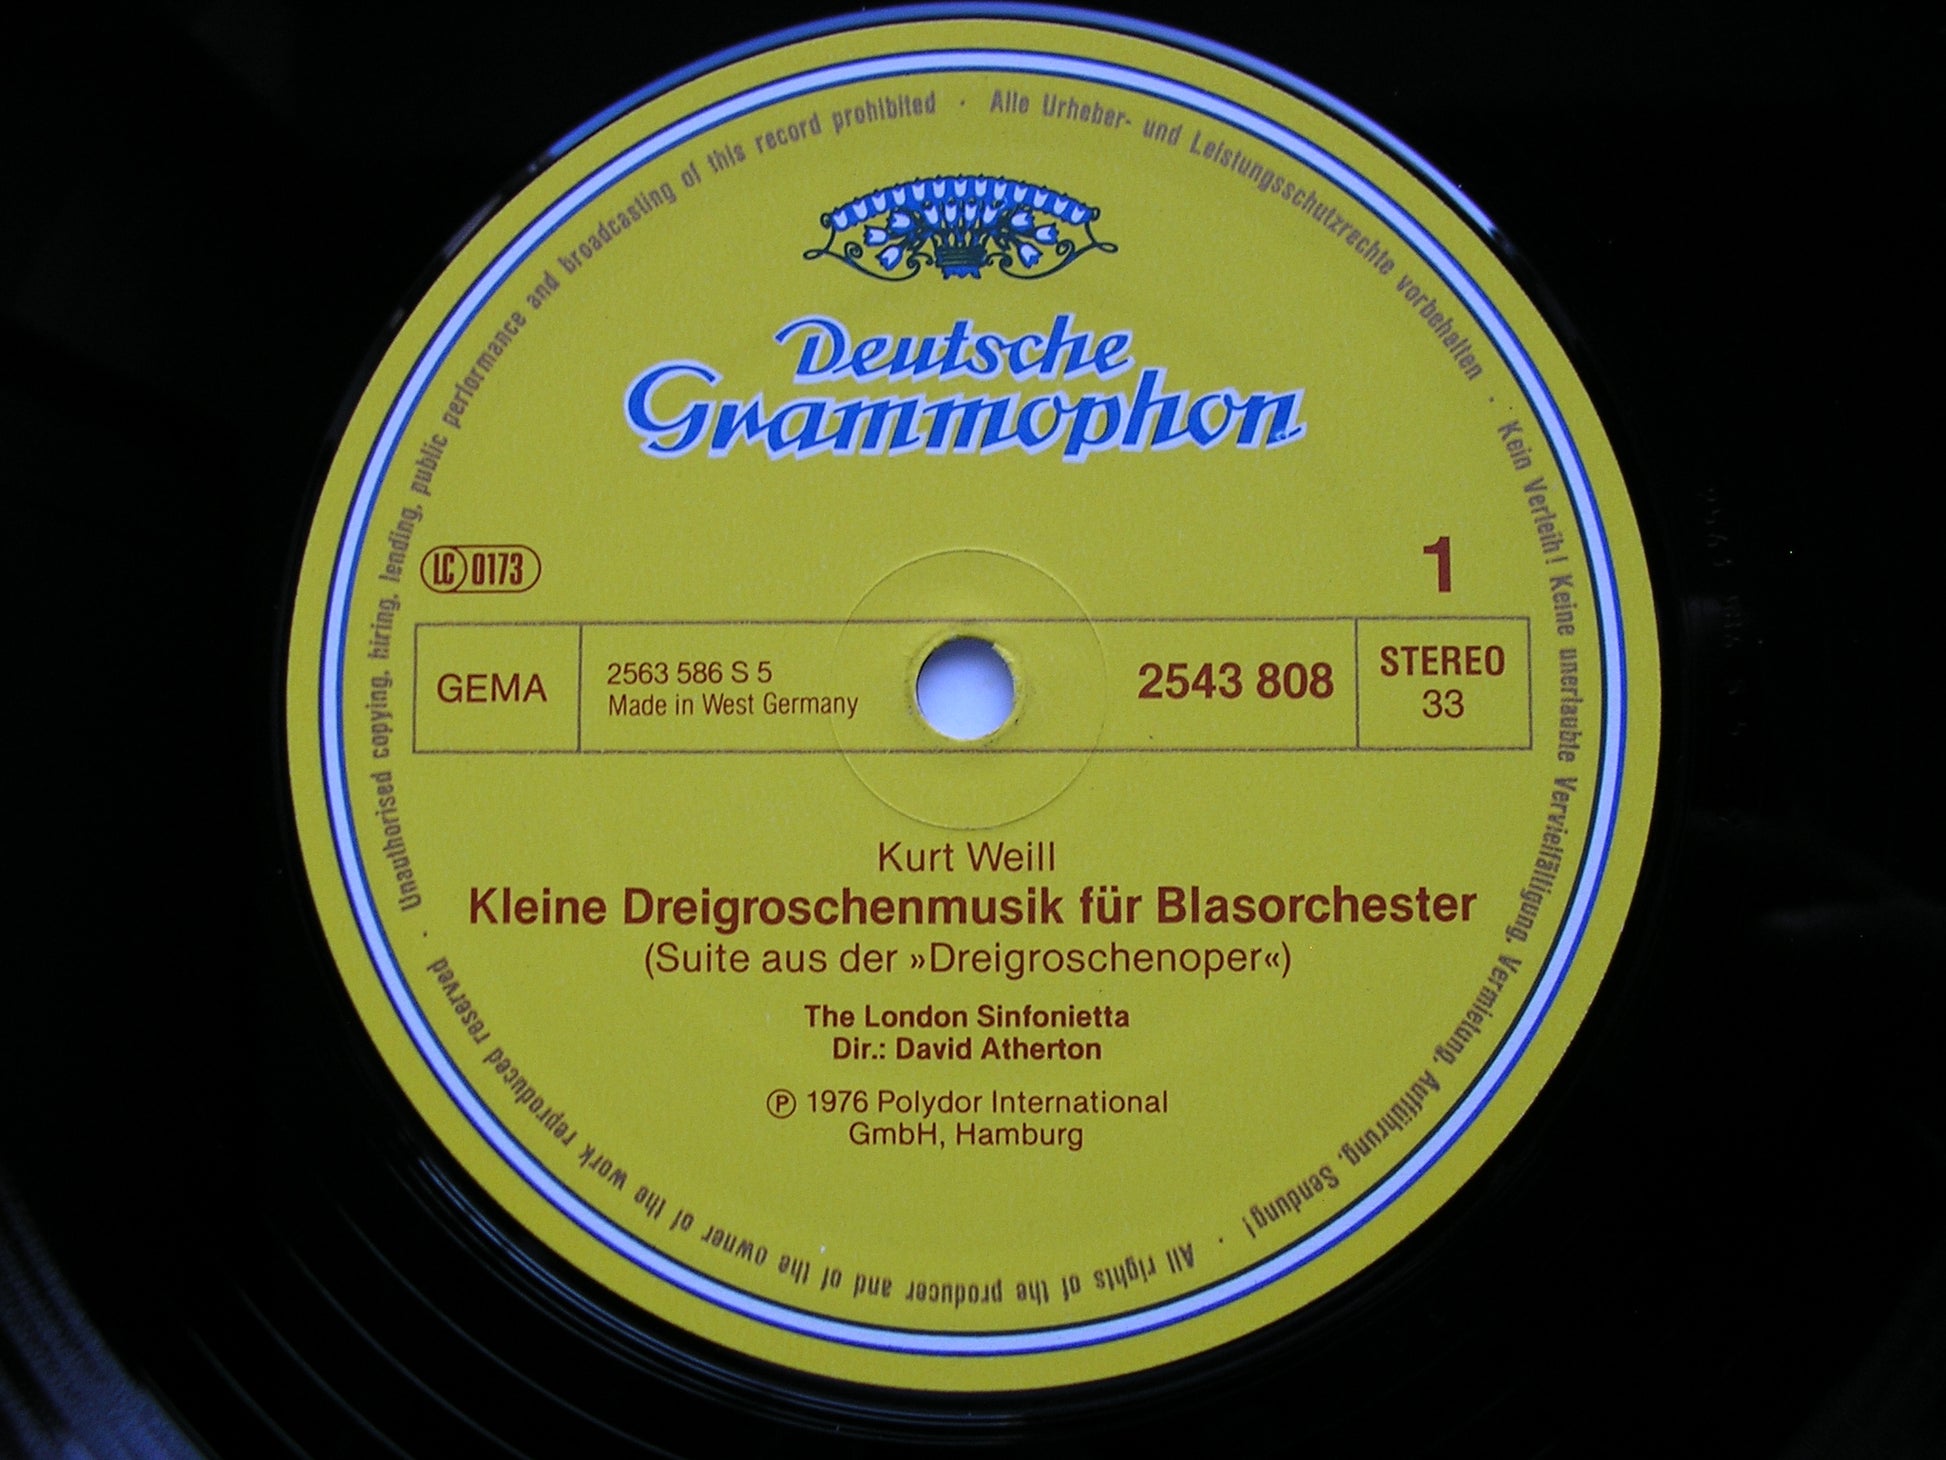 Deutsche
Grammophon
LC 0173
1
GEMA
2563 586 S 5
Made in West Germany
2543 808
STEREO
33
Kurt Weill
Kleine Dreigroschenmusik für Blasorchester
(Suite aus der »Dreigroschenoper«)
The London Sinfonietta
Dir.: David Atherton
Ⓟ 1976 Polydor International
GmbH, Hamburg
Alle Urheber- und Leistungsschutzrechte vorbehalten · Kein Verleih! Keine unerlaubte Vervielfältigung, Vermietung, Aufführung, Sendung! · All rights of the producer and of the owner of the work reproduced reserved · Unauthorised copying, hiring, lending, public performance and broadcasting of this record prohibited ·